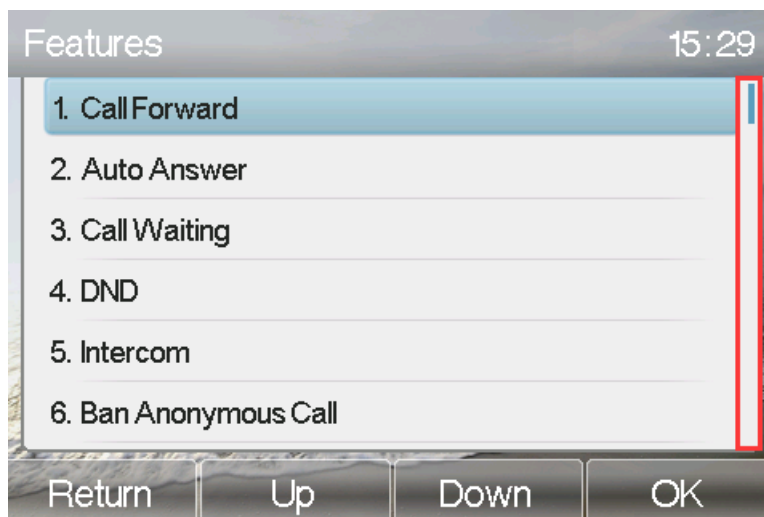 Features 15:29
1. Call Forward
2. Auto Answer
3. Call Waiting
4. DND
5. Intercom
6. Ban Anonymous Call
Return Up Down OK